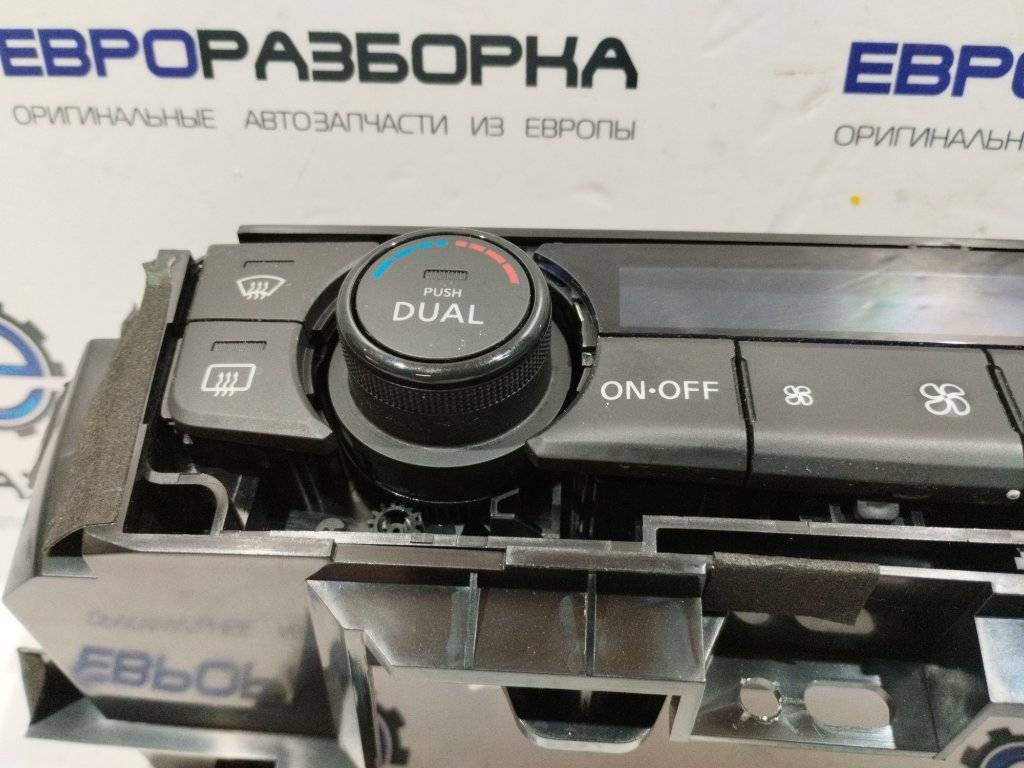 ЕВРОРАЗБОРКА
ОРИГИНАЛЬНЫЕ АВТОЗАПЧАСТИ ИЗ ЕВРОПЫ
ЕВРО
ОРИГИНАЛЬН
PUSH
DUAL
ON•OFF